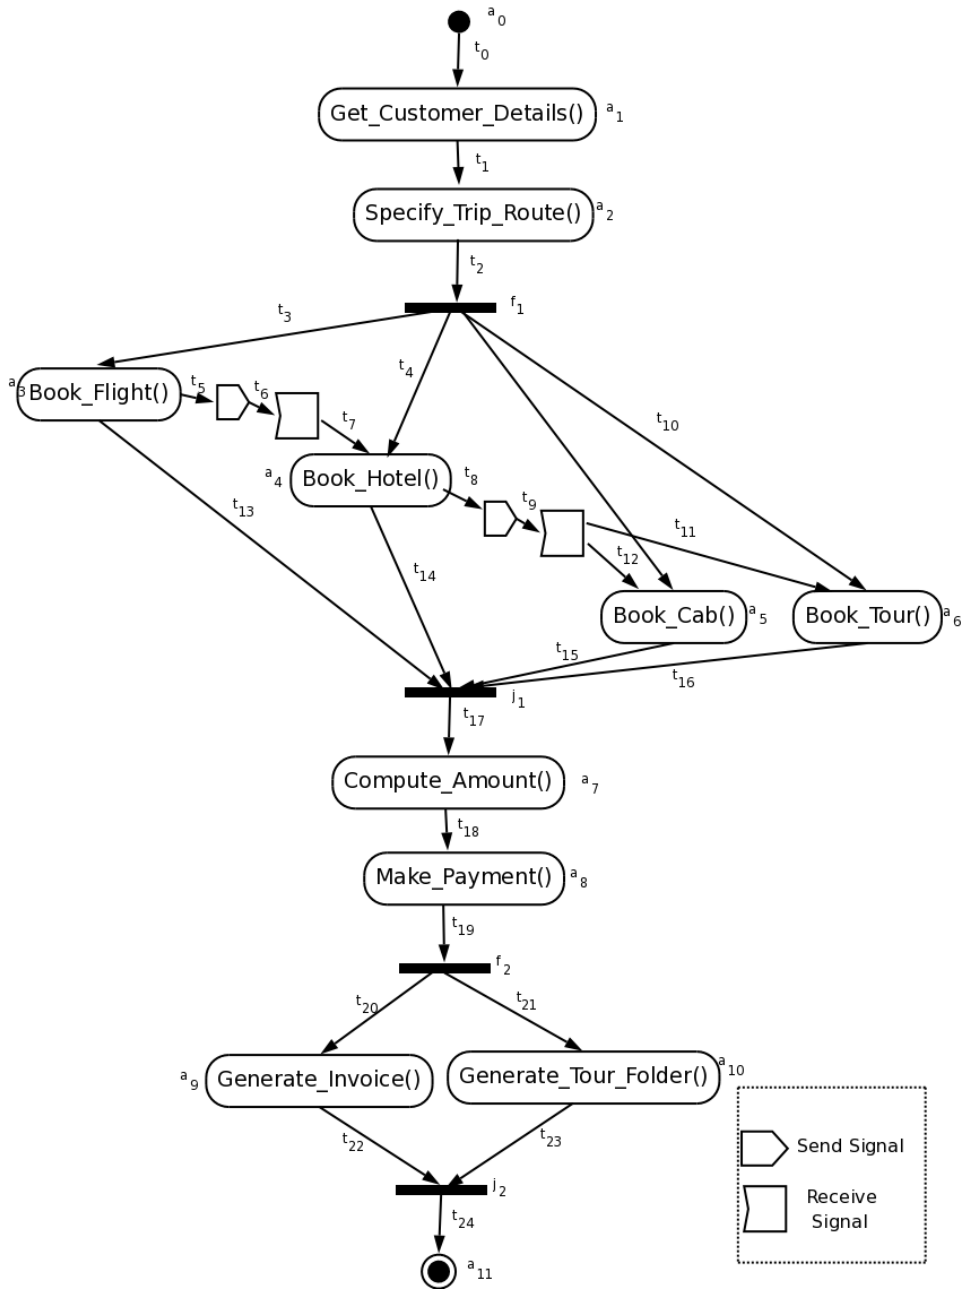 a0
t0
Get_Customer_Details() a1
t1
Specify_Trip_Route() a2
t2
f1
t3
t4
t10
a3 Book_Flight() t5 t6
t7
a4 Book_Hotel() t8
t9
t11
t12
t13
t14
Book_Cab() a5
Book_Tour() a6
t15
t16
j1
t17
Compute_Amount() a7
t18
Make_Payment() a8
t19
f2
t20
t21
a9 Generate_Invoice()
Generate_Tour_Folder() a10
t22
t23
Send Signal
j2
Receive
Signal
t24
a11